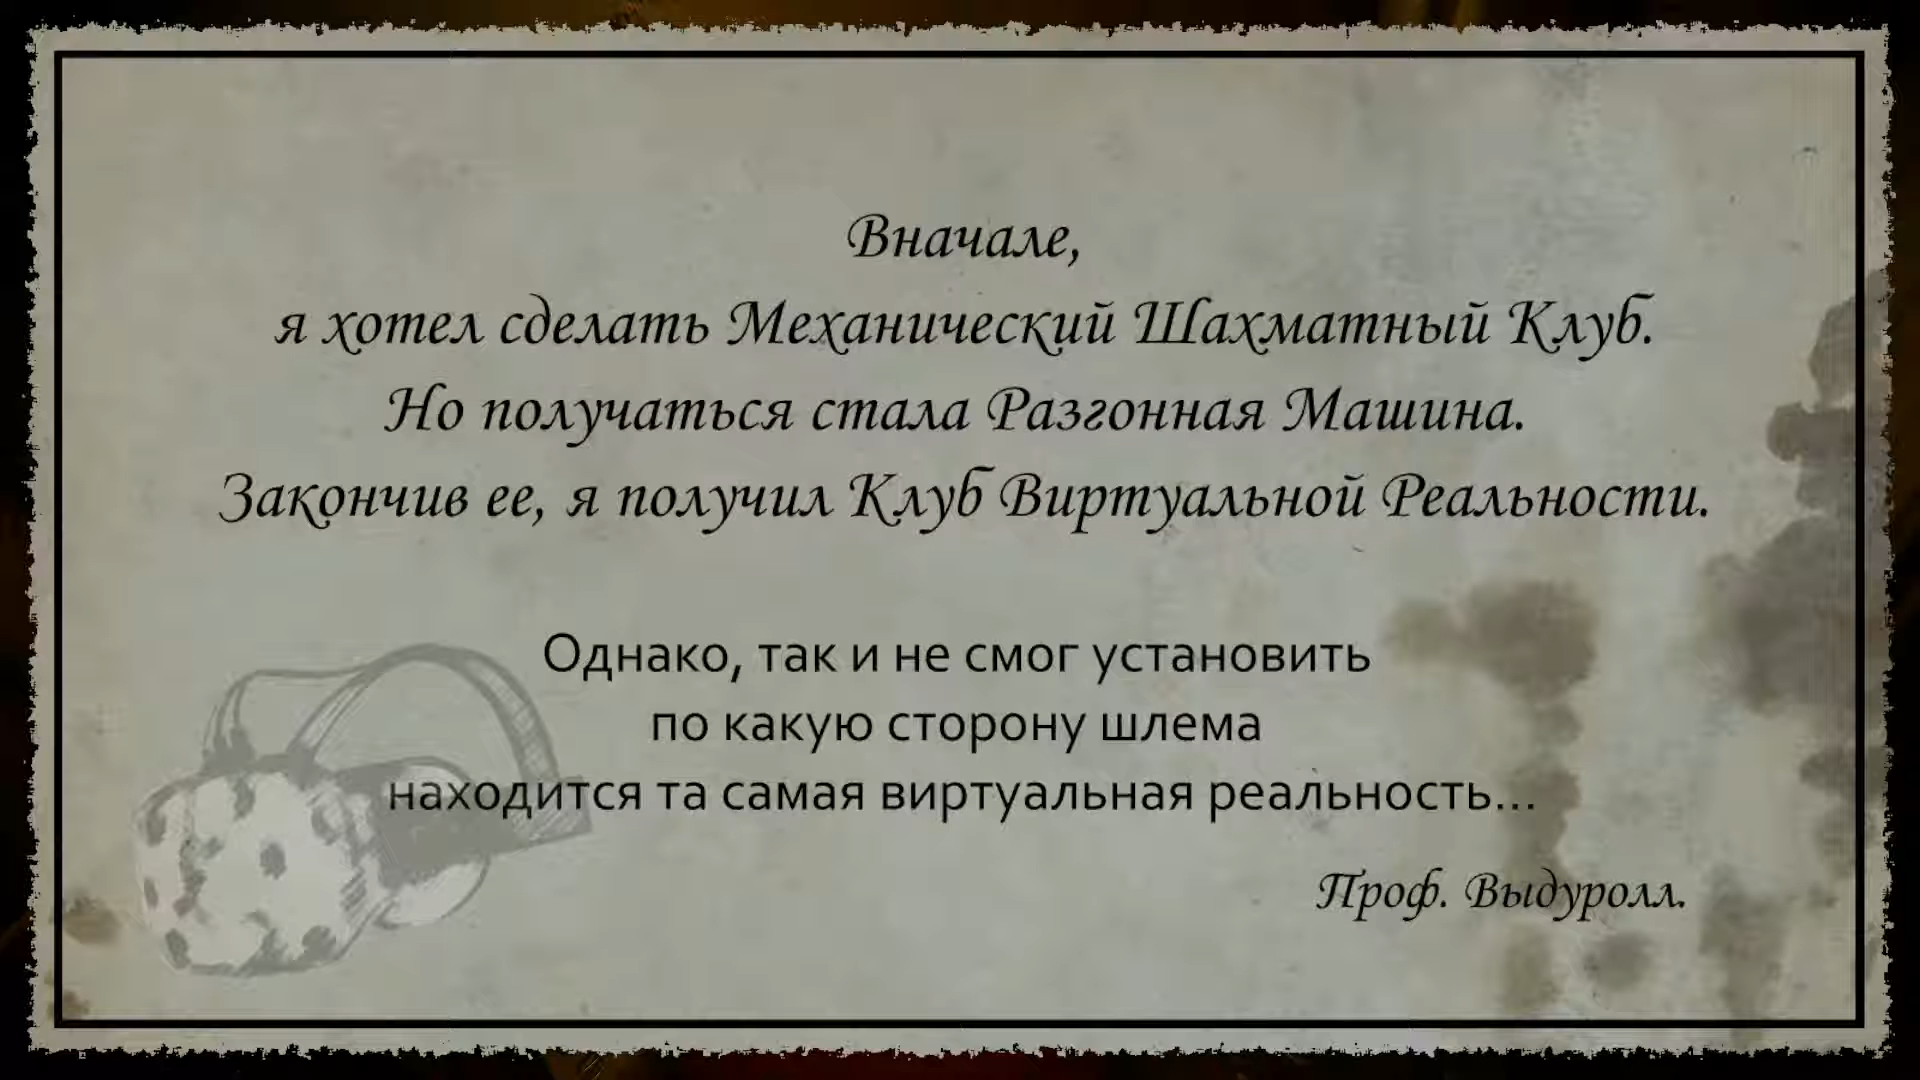 Вначале,
я хотел сделать Механический Шахматный Клуб.
Но получаться стала Разгонная Машина.
Закончив ее, я получил Клуб Виртуальной Реальности.
Однако, так и не смог установить
по какую сторону шлема
находится та самая виртуальная реальность...
Проф. Выдуролл.